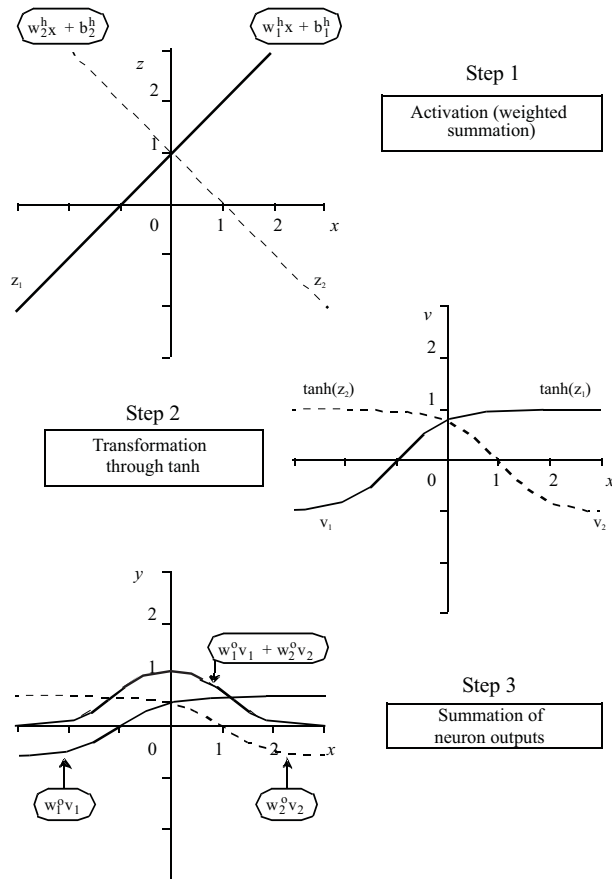 w₂ʰx + b₂ʰ
w₁ʰx + b₁ʰ
z
Step 1
2
Activation (weighted
summation)
1
0 1 2 x
z₁
z₂
v
2
tanh(z₂)
tanh(z₁)
1
Step 2
Transformation
through tanh
0 1 2 x
v₁
v₂
y
2
w₁ᵒv₁ + w₂ᵒv₂
1
Step 3
Summation of
neuron outputs
0 1 2 x
w₁ᵒv₁
w₂ᵒv₂